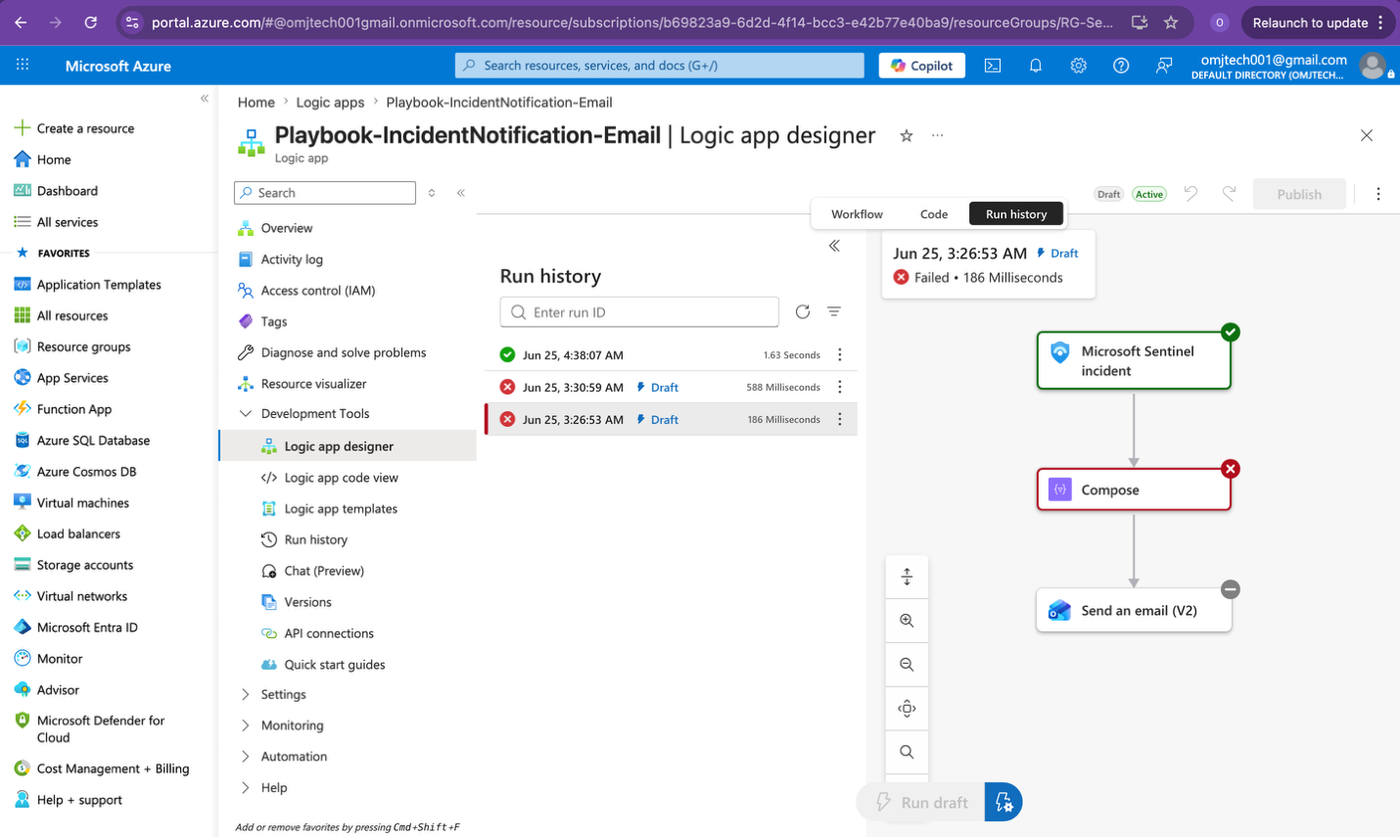 portal.azure.com/#@omjtech001gmail.onmicrosoft.com/resource/subscriptions/b69823a9-6d2d-4f14-bcc3-e42b77e40ba9/resourceGroups/RG-Se...
0
Relaunch to update
Microsoft Azure
Search resources, services, and docs (G+/)
Copilot
omjtech001@gmail.com
DEFAULT DIRECTORY (OMJTECH...
Create a resource
Home
Dashboard
All services
FAVORITES
Application Templates
All resources
Resource groups
App Services
Function App
Azure SQL Database
Azure Cosmos DB
Virtual machines
Load balancers
Storage accounts
Virtual networks
Microsoft Entra ID
Monitor
Advisor
Microsoft Defender for
Cloud
Cost Management + Billing
Help + support
Home > Logic apps > Playbook-IncidentNotification-Email
Playbook-IncidentNotification-Email | Logic app designer
Logic app
Search
Overview
Activity log
Access control (IAM)
Tags
Diagnose and solve problems
Resource visualizer
Development Tools
Logic app designer
Logic app code view
Logic app templates
Run history
Chat (Preview)
Versions
API connections
Quick start guides
Settings
Monitoring
Automation
Help
Add or remove favorites by pressing Cmd+Shift+F
Draft
Active
Publish
Workflow
Code
Run history
Run history
Enter run ID
Jun 25, 4:38:07 AM 1.63 Seconds
Jun 25, 3:30:59 AM Draft 588 Milliseconds
Jun 25, 3:26:53 AM Draft 186 Milliseconds
Jun 25, 3:26:53 AM Draft
Failed • 186 Milliseconds
Microsoft Sentinel
incident
Compose
Send an email (V2)
Run draft